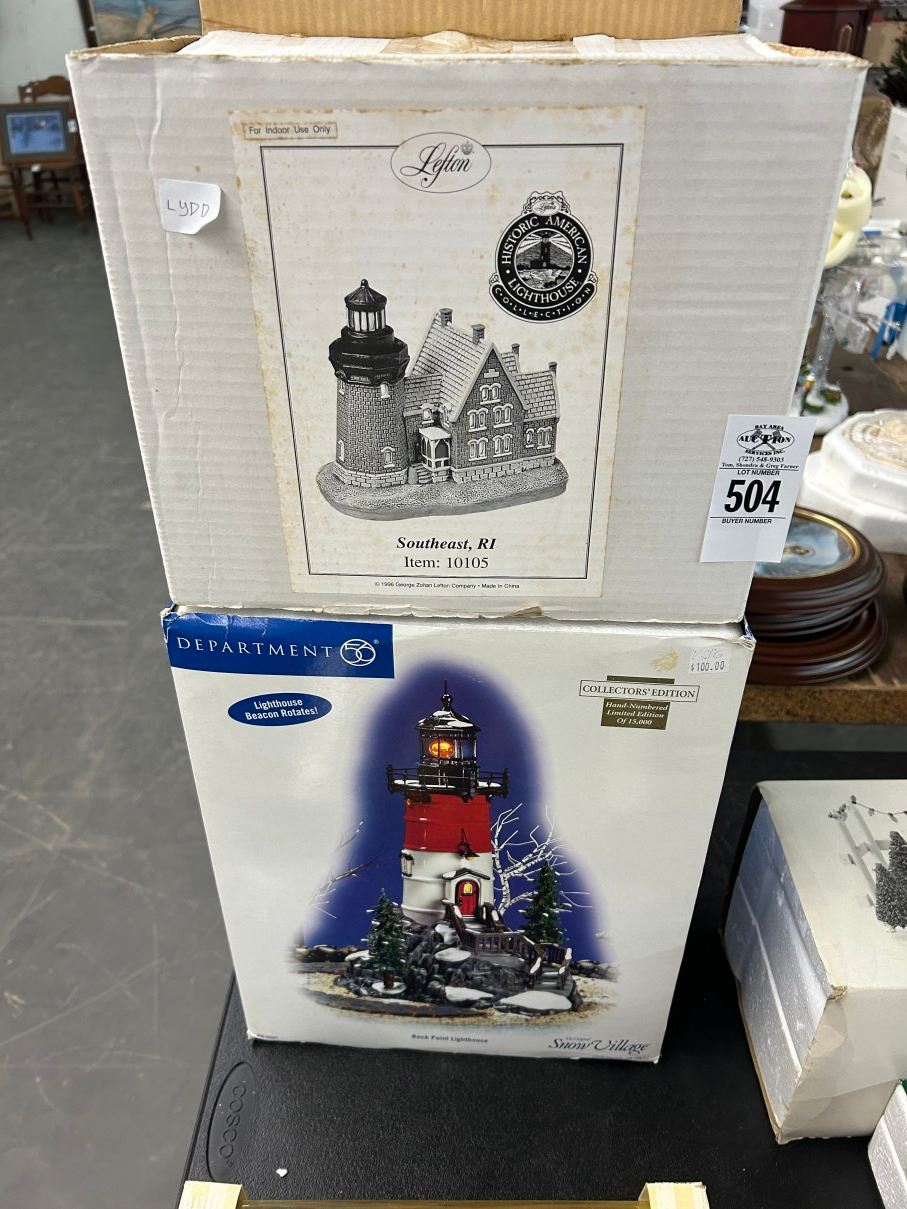 For Indoor Use Only
Lefton
LYDD
Lefton
HISTORIC AMERICAN
LIGHTHOUSE
COLLECTION
Southeast, RI
Item: 10105
© 1996 George Zoltan Lefton Company • Made in China
BAY AREA
AUCTION
SERVICES INC.
(727) 548-9303
Tom, Shondra & Greg Farner
LOT NUMBER
504
BUYER NUMBER
DEPARTMENT 56®
Lighthouse
Beacon Rotates!
$100.00
COLLECTORS' EDITION
Hand-Numbered
Limited Edition
Of 15,000
Rock Point Lighthouse
Snow Village
COSCO